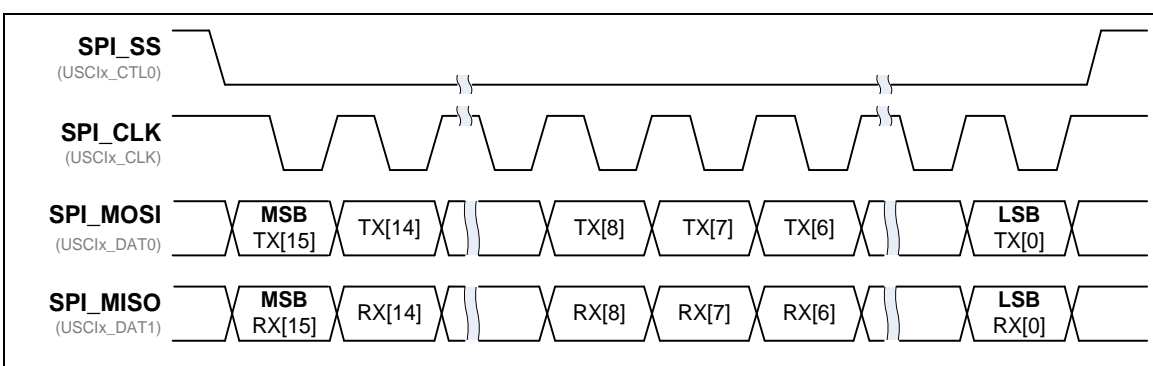 SPI_SS
(USCIx_CTL0)
SPI_CLK
(USCIx_CLK)
SPI_MOSI
(USCIx_DAT0)
MSB
TX[15]
TX[14]
TX[8]
TX[7]
TX[6]
LSB
TX[0]
SPI_MISO
(USCIx_DAT1)
MSB
RX[15]
RX[14]
RX[8]
RX[7]
RX[6]
LSB
RX[0]